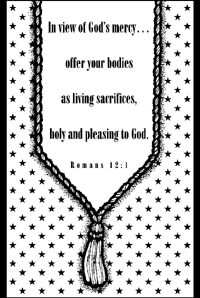 In view of God's mercy...
offer your bodies
as living sacrifices,
holy and pleasing to God.
Romans 12:1